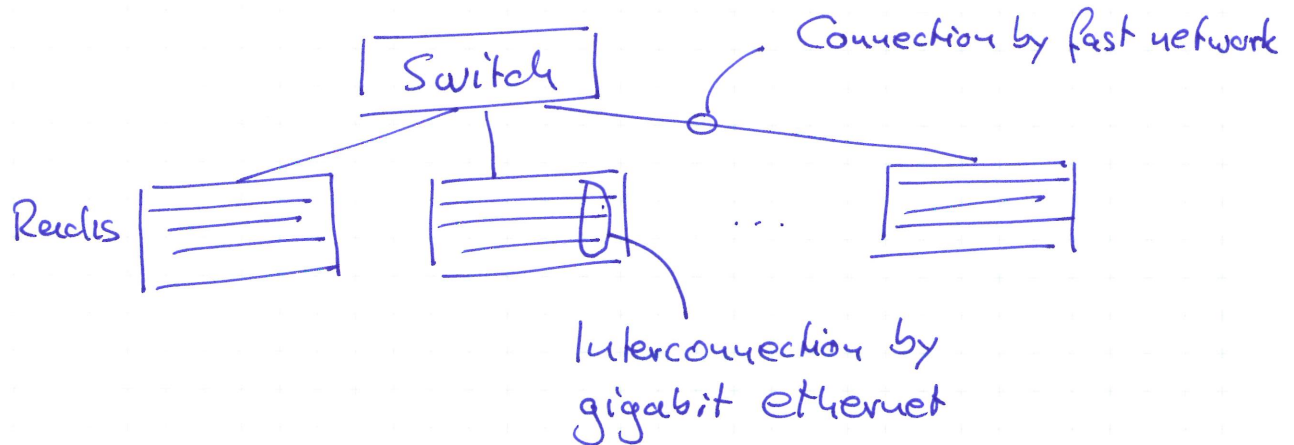 Connection by fast network
Switch
Racks
...
Interconnection by
gigabit ethernet